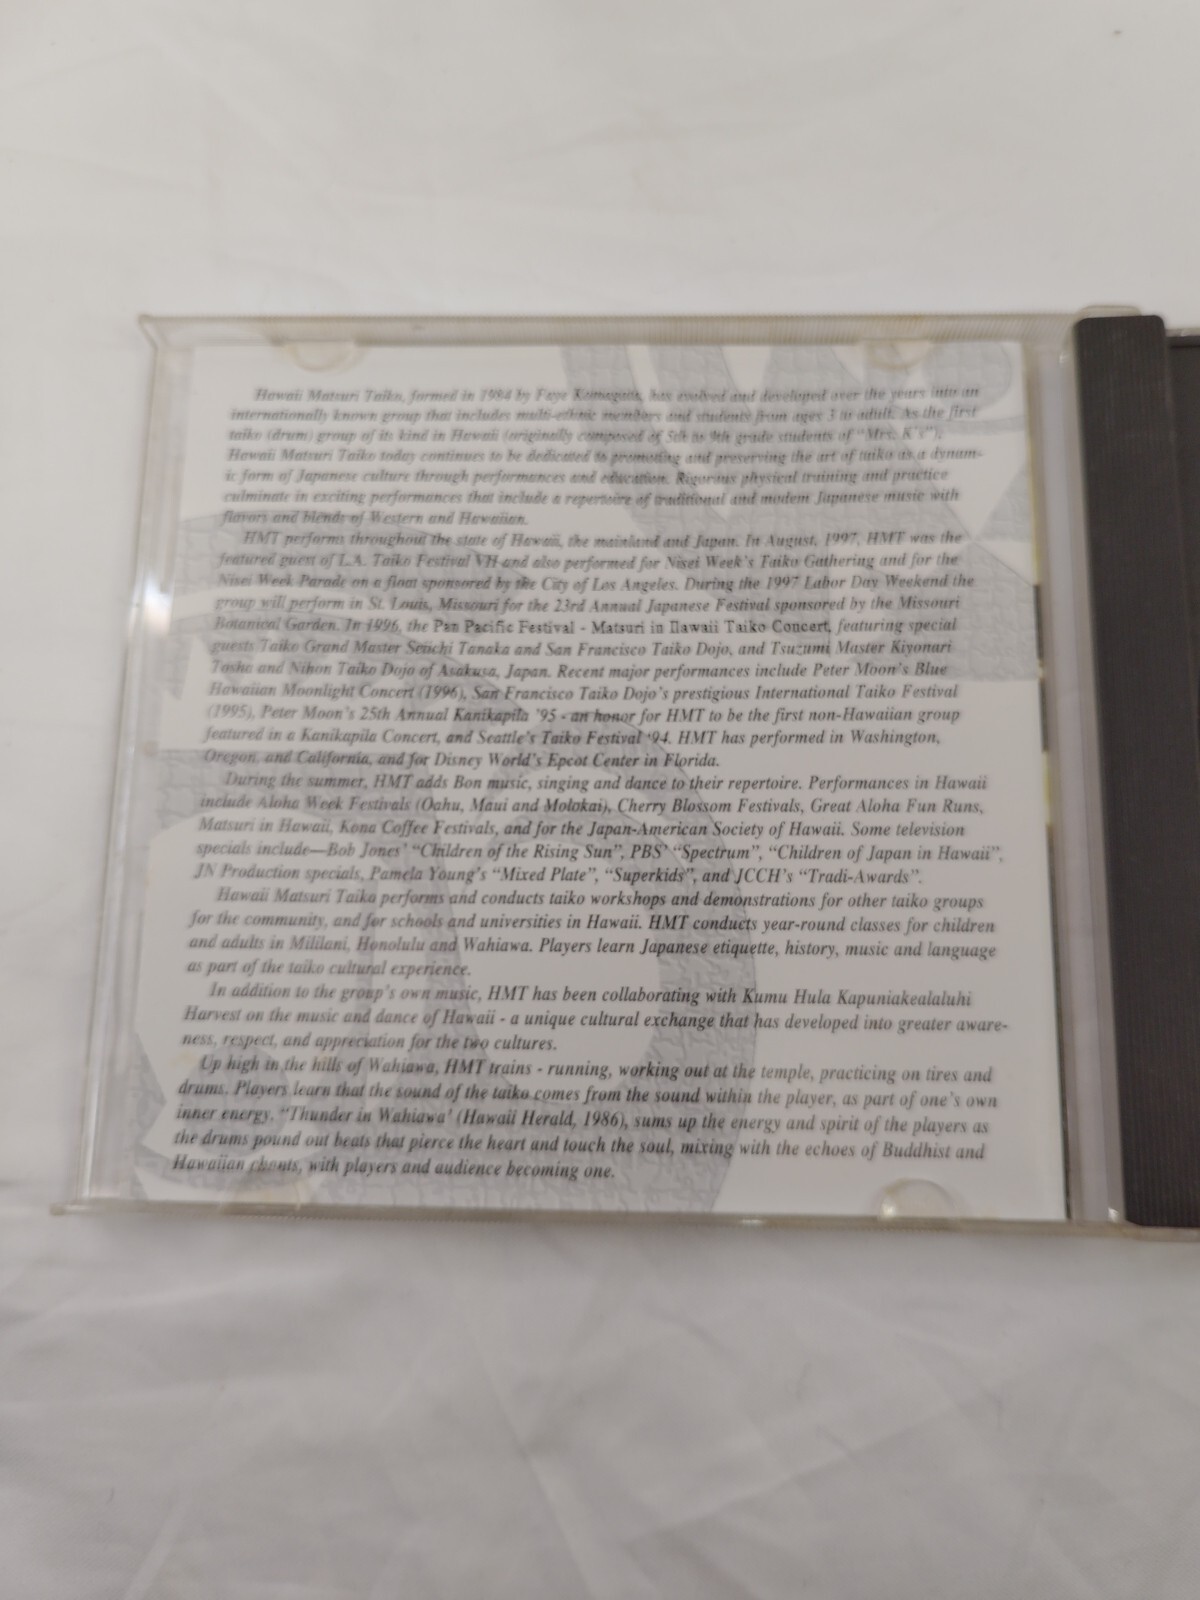 Hawaii Matsuri Taiko, formed in 1984 by Faye Komagata, has evolved and developed over the years into an
internationally known group that includes multi-ethnic members and students from ages 3 to adult. As the first
taiko (drum) group of its kind in Hawaii (originally composed of 5th to 9th grade students of "Mrs. K's"),
Hawaii Matsuri Taiko today continues to be dedicated to promoting and preserving the art of taiko as a dynam-
ic form of Japanese culture through performances and education. Rigorous physical training and practice
culminate in exciting performances that include a repertoire of traditional and modern Japanese music with
flavors and blends of Western and Hawaiian.
HMT performs throughout the state of Hawaii, the mainland and Japan. In August, 1997, HMT was the
featured guest of L.A. Taiko Festival VII and also performed for Nisei Week's Taiko Gathering and for the
Nisei Week Parade on a float sponsored by the City of Los Angeles. During the 1997 Labor Day Weekend the
group will perform in St. Louis, Missouri for the 23rd Annual Japanese Festival sponsored by the Missouri
Botanical Garden. In 1996, the Pan Pacific Festival - Matsuri in Hawaii Taiko Concert, featuring special
guests Taiko Grand Master Seiichi Tanaka and San Francisco Taiko Dojo, and Tsuzumi Master Kiyonari
Tosha and Nihon Taiko Dojo of Asakusa, Japan. Recent major performances include Peter Moon's Blue
Hawaiian Moonlight Concert (1996), San Francisco Taiko Dojo's prestigious International Taiko Festival
(1995), Peter Moon's 25th Annual Kanikapila '95 - an honor for HMT to be the first non-Hawaiian group
featured in a Kanikapila Concert, and Seattle's Taiko Festival '94. HMT has performed in Washington,
Oregon, and California, and for Disney World's Epcot Center in Florida.
During the summer, HMT adds Bon music, singing and dance to their repertoire. Performances in Hawaii
include Aloha Week Festivals (Oahu, Maui and Molokai), Cherry Blossom Festivals, Great Aloha Fun Runs,
Matsuri in Hawaii, Kona Coffee Festivals, and for the Japan-American Society of Hawaii. Some television
specials include—Bob Jones' "Children of the Rising Sun", PBS' "Spectrum", "Children of Japan in Hawaii",
JN Production specials, Pamela Young's "Mixed Plate", "Superkids", and JCCH's "Tradi-Awards".
Hawaii Matsuri Taiko performs and conducts taiko workshops and demonstrations for other taiko groups
for the community, and for schools and universities in Hawaii. HMT conducts year-round classes for children
and adults in Mililani, Honolulu and Wahiawa. Players learn Japanese etiquette, history, music and language
as part of the taiko cultural experience.
In addition to the group's own music, HMT has been collaborating with Kumu Hula Kapuniakealaluhi
Harvest on the music and dance of Hawaii - a unique cultural exchange that has developed into greater aware-
ness, respect, and appreciation for the two cultures.
Up high in the hills of Wahiawa, HMT trains - running, working out at the temple, practicing on tires and
drums. Players learn that the sound of the taiko comes from the sound within the player, as part of one's own
inner energy. "Thunder in Wahiawa' (Hawaii Herald, 1986), sums up the energy and spirit of the players as
the drums pound out beats that pierce the heart and touch the soul, mixing with the echoes of Buddhist and
Hawaiian chants, with players and audience becoming one.